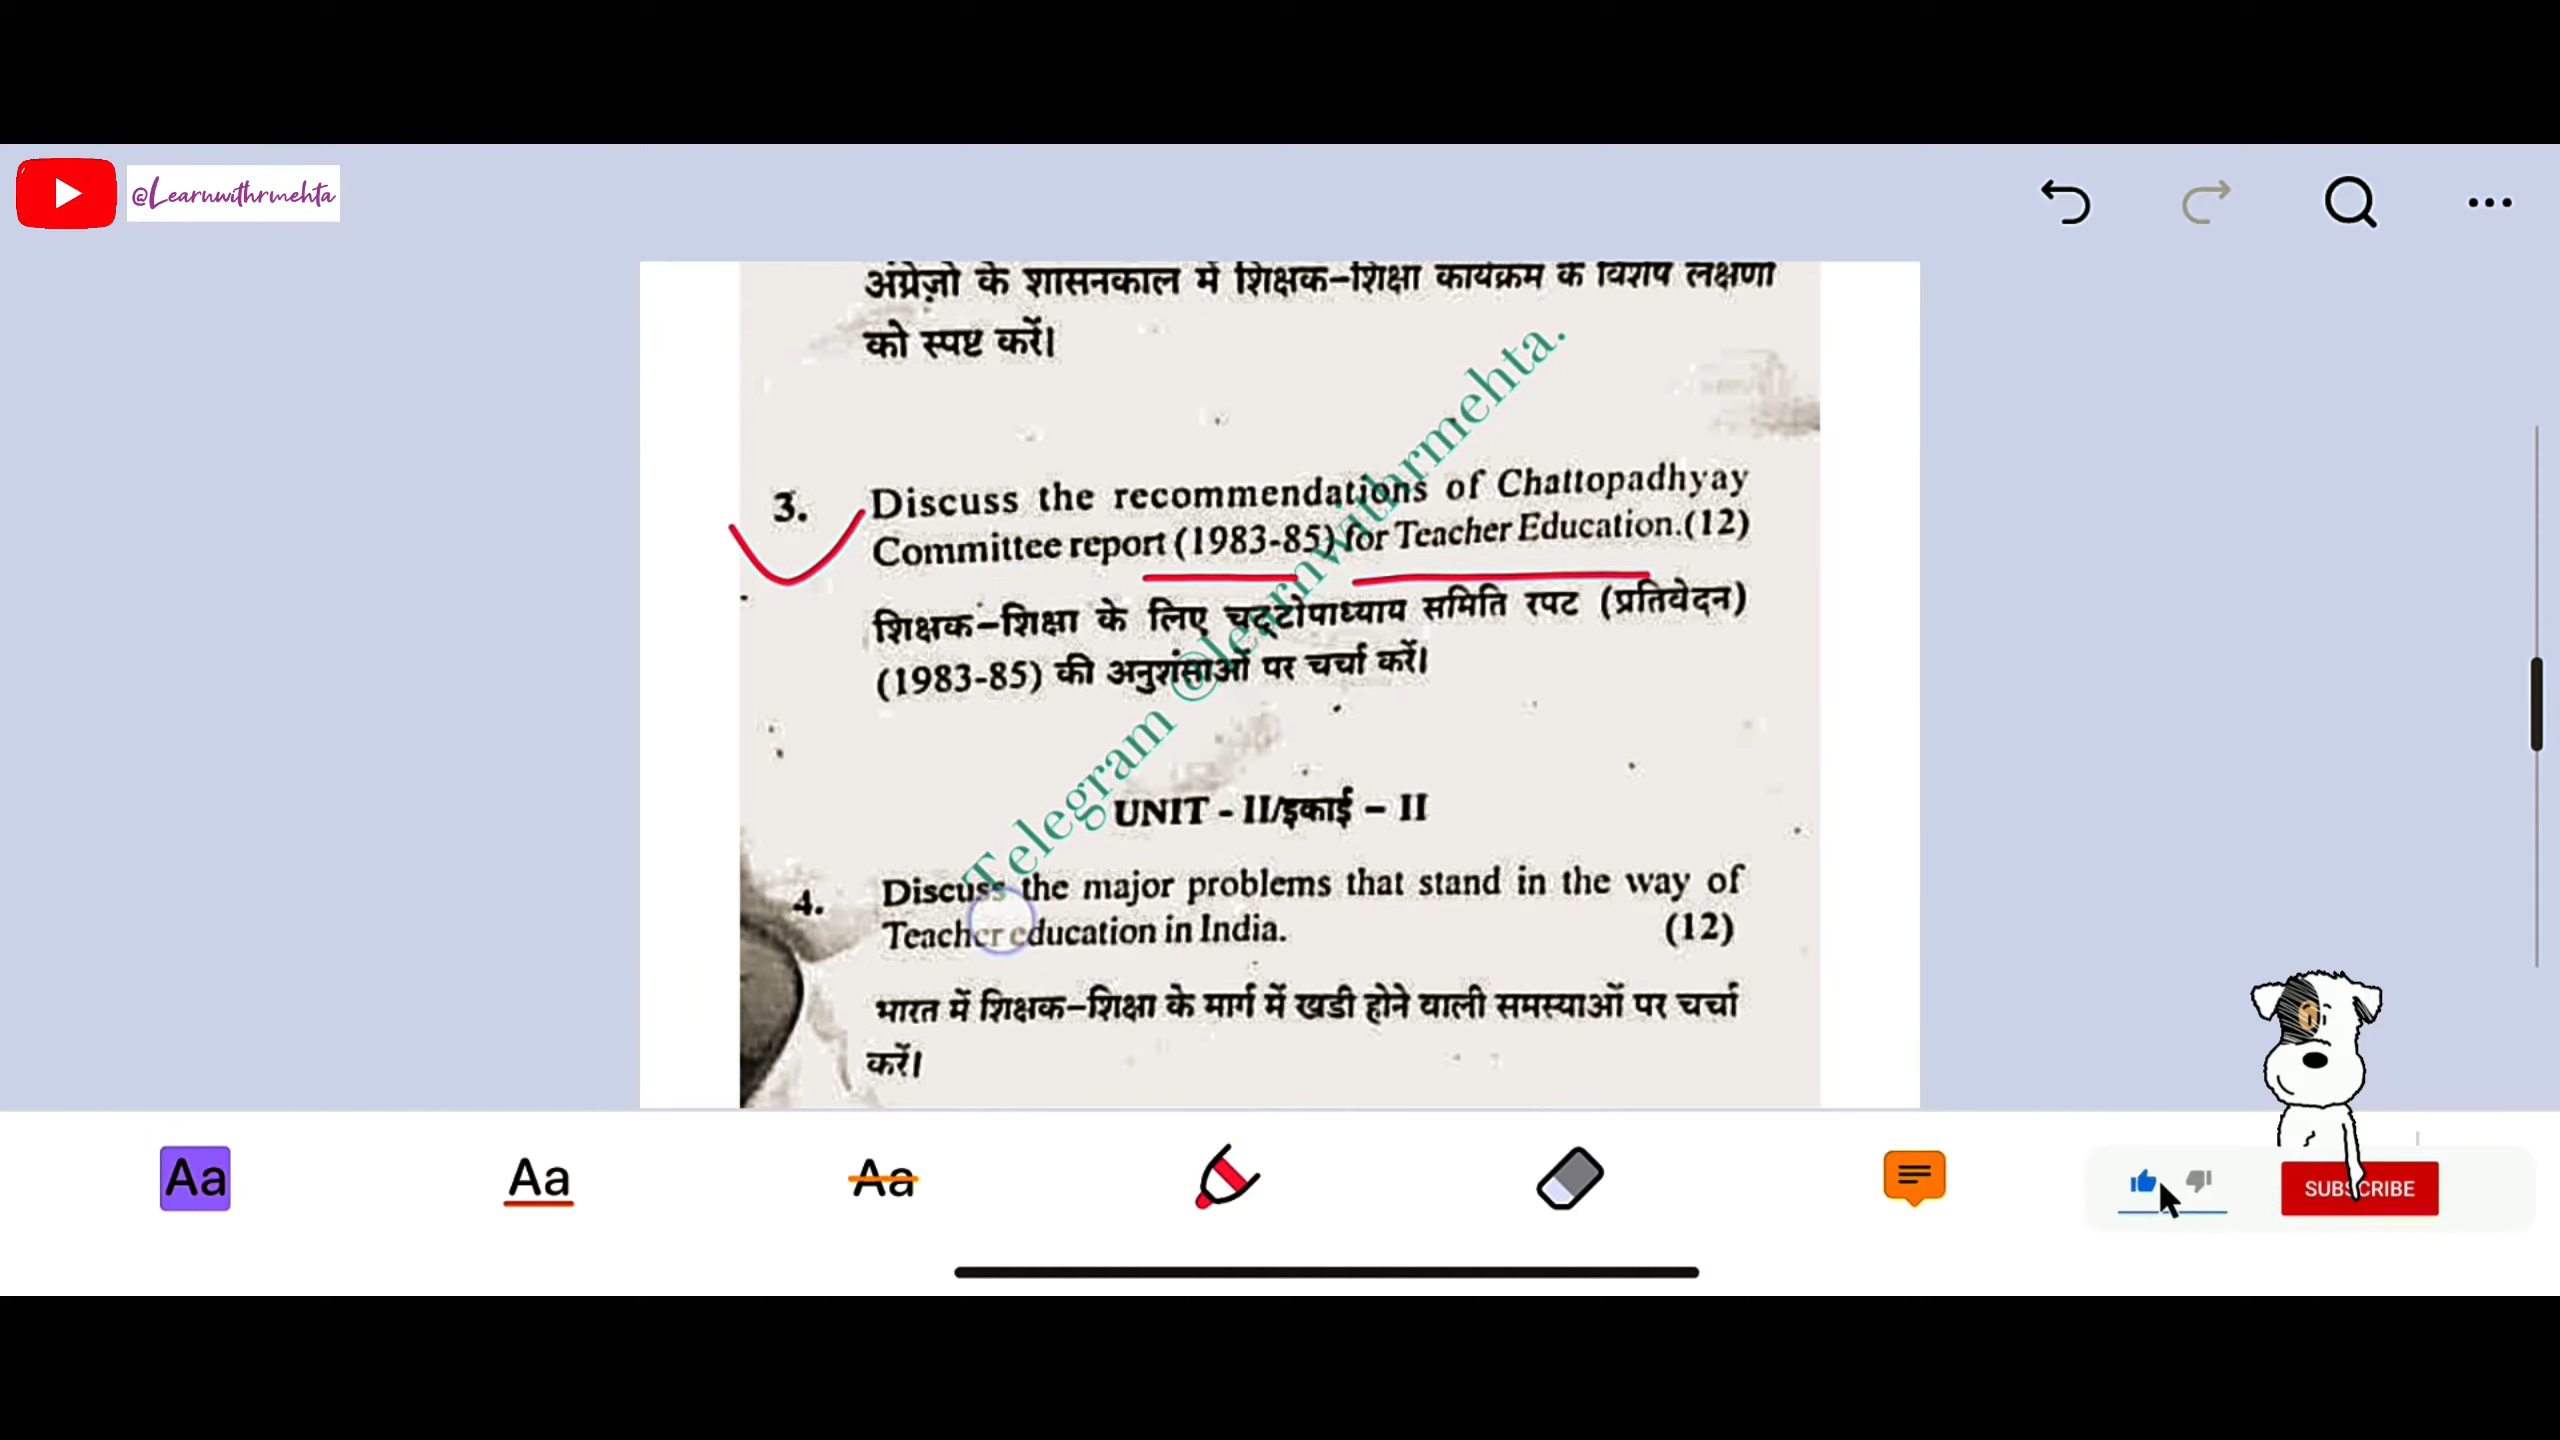 @Learnwithrmehta
अंग्रेज़ो के शासनकाल में शिक्षक-शिक्षा कार्यक्रम के विशेष लक्षणों
को स्पष्ट करें।
3. Discuss the recommendations of Chattopadhyay
Committee report (1983-85) for Teacher Education.(12)
शिक्षक-शिक्षा के लिए चट्टोपाध्याय समिति रपट (प्रतिवेदन)
(1983-85) की अनुशंसाओं पर चर्चा करें।
Telegram @learnwithrmehta.
UNIT - II/इकाई - II
4. Discuss the major problems that stand in the way of
Teacher education in India. (12)
भारत में शिक्षक-शिक्षा के मार्ग में खडी होने वाली समस्याओं पर चर्चा
करें।
Aa Aa Aa SUBSCRIBE